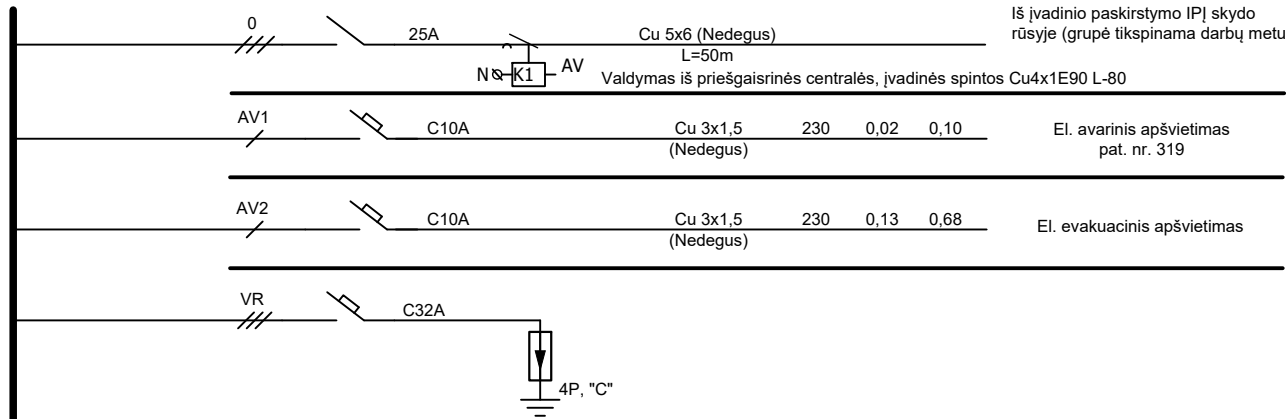 0 25A Cu 5x6 (Nedegus) Iš įvadinio paskirstymo IPĮ skydo
L=50m rūsyje (grupė tikspinama darbų metu
N K1 AV
Valdymas iš priešgaisrinės centralės, įvadinės spintos Cu4x1E90 L-80
AV1 C10A Cu 3x1,5 230 0,02 0,10 El. avarinis apšvietimas
(Nedegus) pat. nr. 319
AV2 C10A Cu 3x1,5 230 0,13 0,68 El. evakuacinis apšvietimas
(Nedegus)
VR C32A
4P, "C"